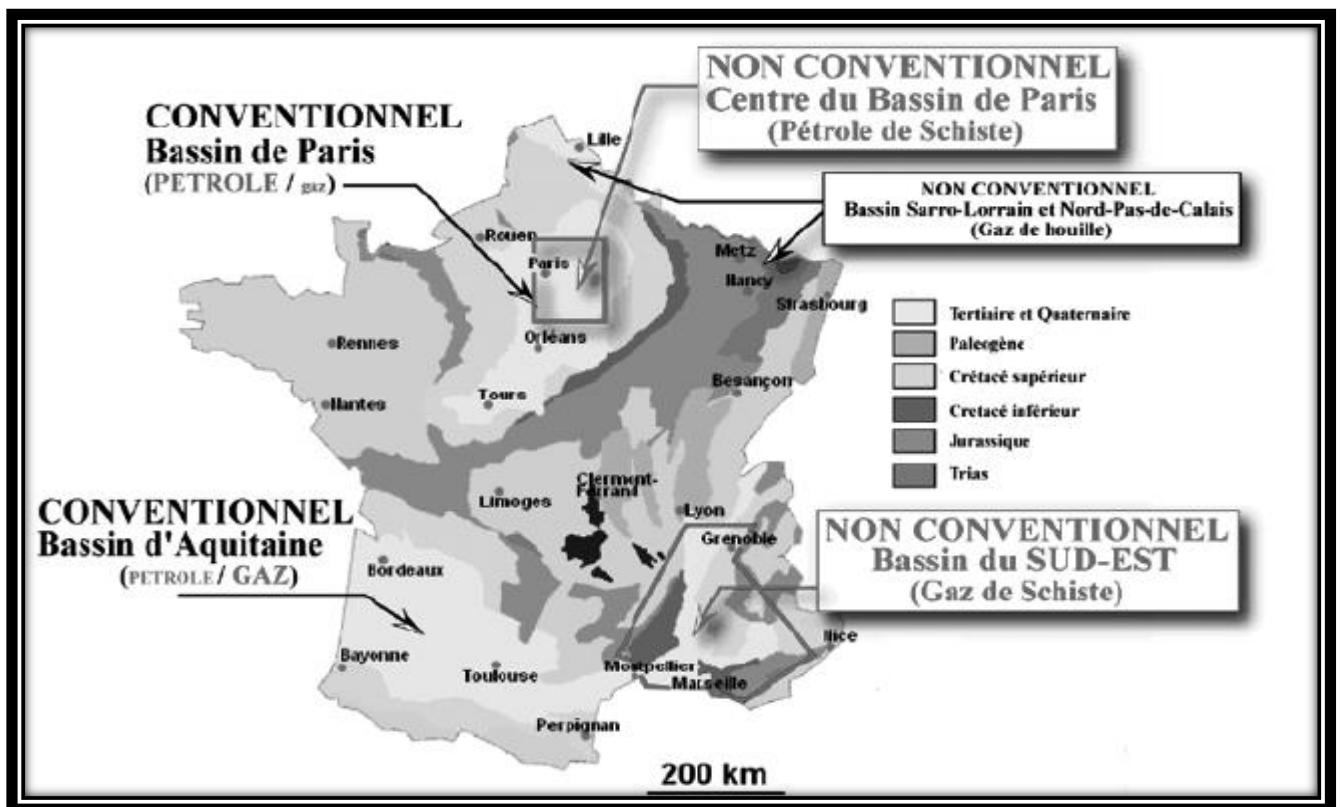 NON CONVENTIONNEL
Centre du Bassin de Paris
(Pétrole de Schiste)
CONVENTIONNEL
Bassin de Paris
(PETROLE / gaz)
NON CONVENTIONNEL
Bassin Sarro-Lorrain et Nord-Pas-de-Calais
(Gaz de houille)
Lille
Rouen
Paris
Metz
Nancy
Strasbourg
Orléans
Rennes
Nantes
Tours
Besançon
Tertiaire et Quaternaire
Paleogène
Crétacé supérieur
Cretacé inférieur
Jurassique
Trias
Limoges
Clermont-
Ferrand
Lyon
Grenoble
CONVENTIONNEL
Bassin d'Aquitaine
(PETROLE / GAZ)
NON CONVENTIONNEL
Bassin du SUD-EST
(Gaz de Schiste)
Bordeaux
Bayonne
Toulouse
Montpellier
Marseille
Nice
Perpignan
200 km